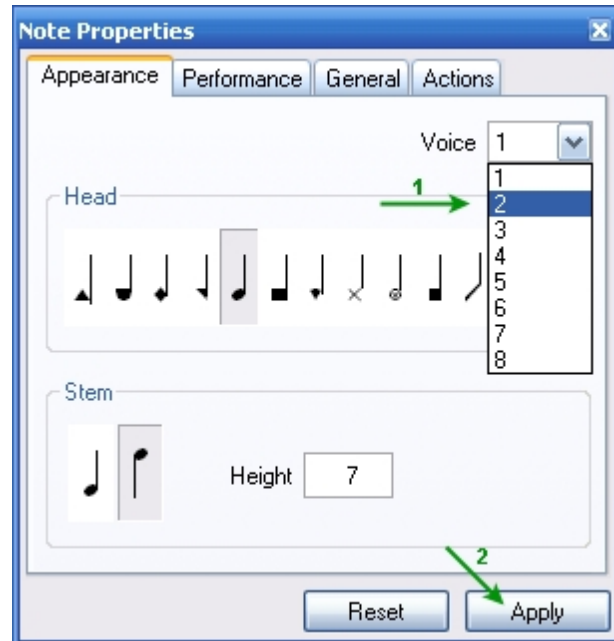 Note Properties
Appearance Performance General Actions
Voice 1
1
1
2
3
4
5
6
7
8
Head
Stem
Height 7
2
Reset Apply